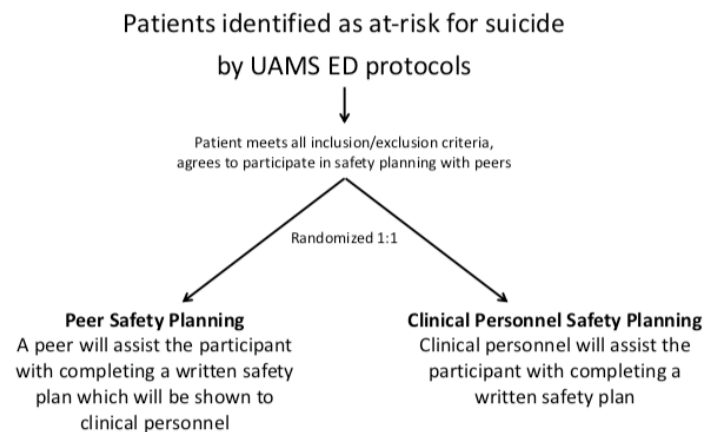 Patients identified as at-risk for suicide
by UAMS ED protocols
Patient meets all inclusion/exclusion criteria,
agrees to participate in safety planning with peers
Randomized 1:1
Peer Safety Planning
A peer will assist the participant
with completing a written safety
plan which will be shown to
clinical personnel
Clinical Personnel Safety Planning
Clinical personnel will assist the
participant with completing a
written safety plan